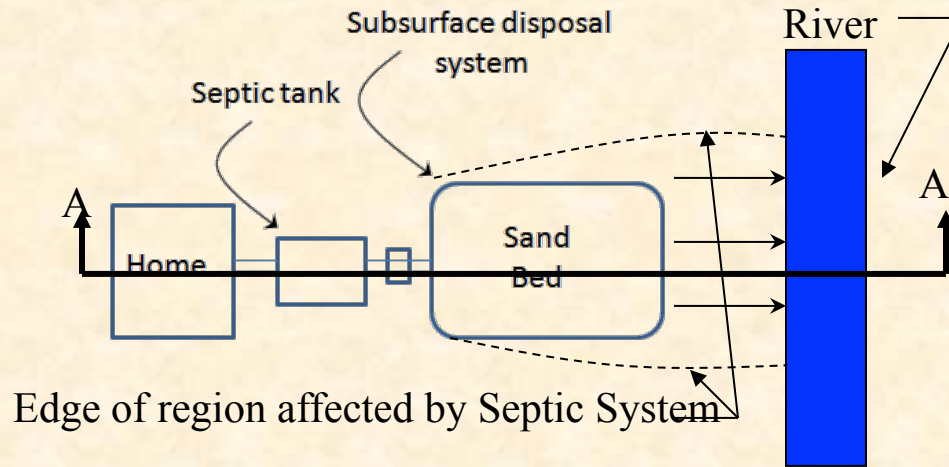 Subsurface disposal
system
River
Septic tank
A
A
Home
Sand
Bed
Edge of region affected by Septic System